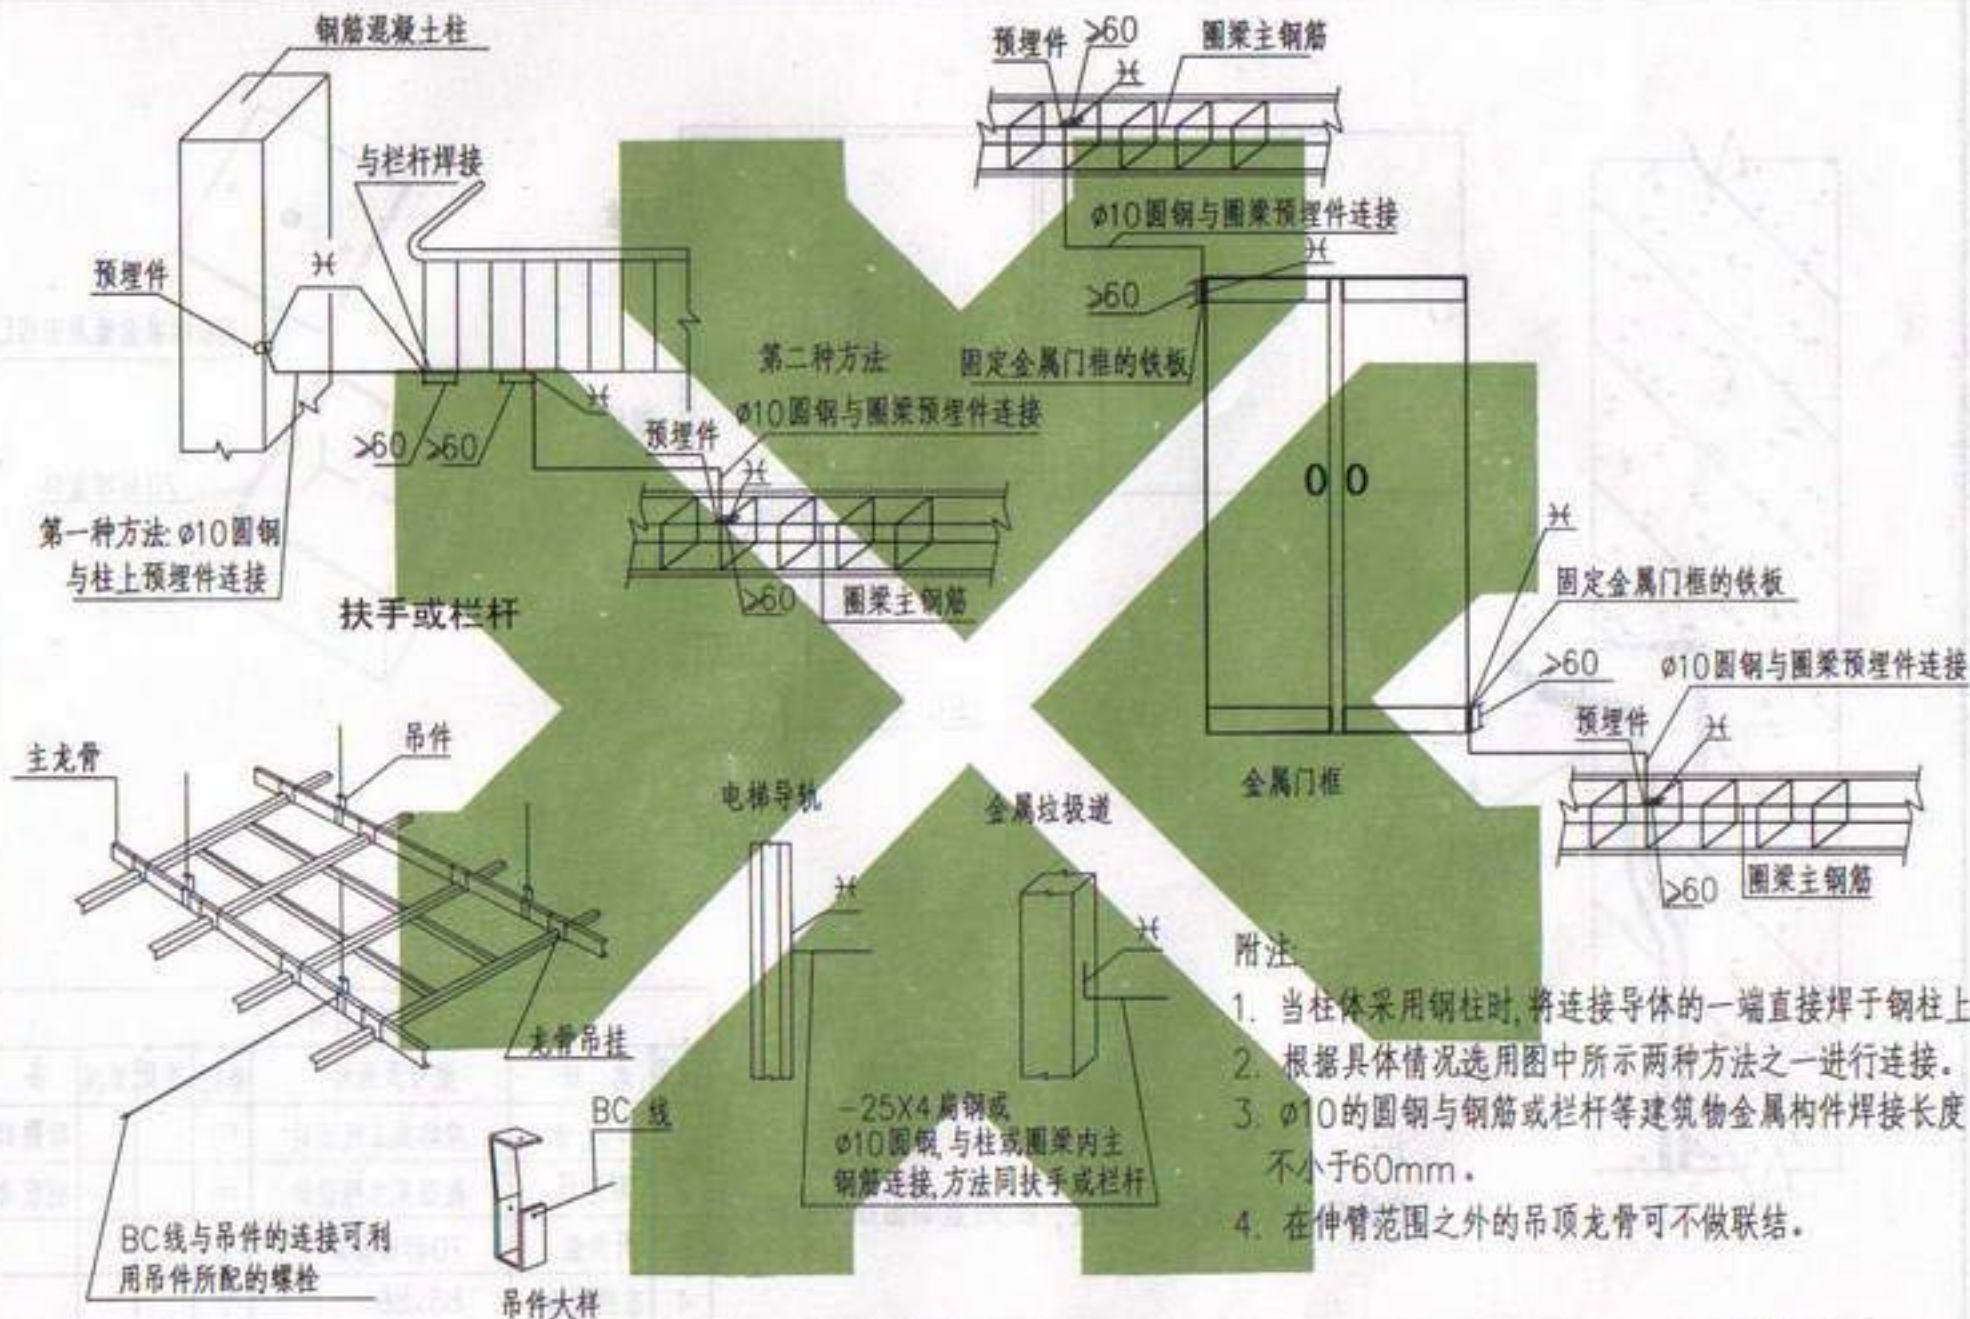 钢筋混凝土柱
与栏杆焊接
预埋件
≥60 ≥60
第一种方法: ø10圆钢
与柱上预埋件连接
扶手或栏杆
第二种方法:
ø10圆钢与圈梁预埋件连接
预埋件
≥60
圈梁主钢筋
预埋件
≥60
圈梁主钢筋
ø10圆钢与圈梁预埋件连接
≥60
固定金属门框的铁板
固定金属门框的铁板
≥60
ø10圆钢与圈梁预埋件连接
预埋件
≥60
圈梁主钢筋
金属门框
主龙骨
吊件
龙骨吊挂
BC线与吊件的连接可利
用吊件所配的螺栓
BC 线
吊件大样
电梯导轨
金属垃圾道
-25X4扁钢或
ø10圆钢,与柱或圈梁内主
钢筋连接,方法同扶手或栏杆
附注:
1. 当柱体采用钢柱时,将连接导体的一端直接焊于钢柱上
2. 根据具体情况选用图中所示两种方法之一进行连接。
3. ø10的圆钢与钢筋或栏杆等建筑物金属构件焊接长度
不小于60mm.
4. 在伸臂范围之外的吊顶龙骨可不做联结。